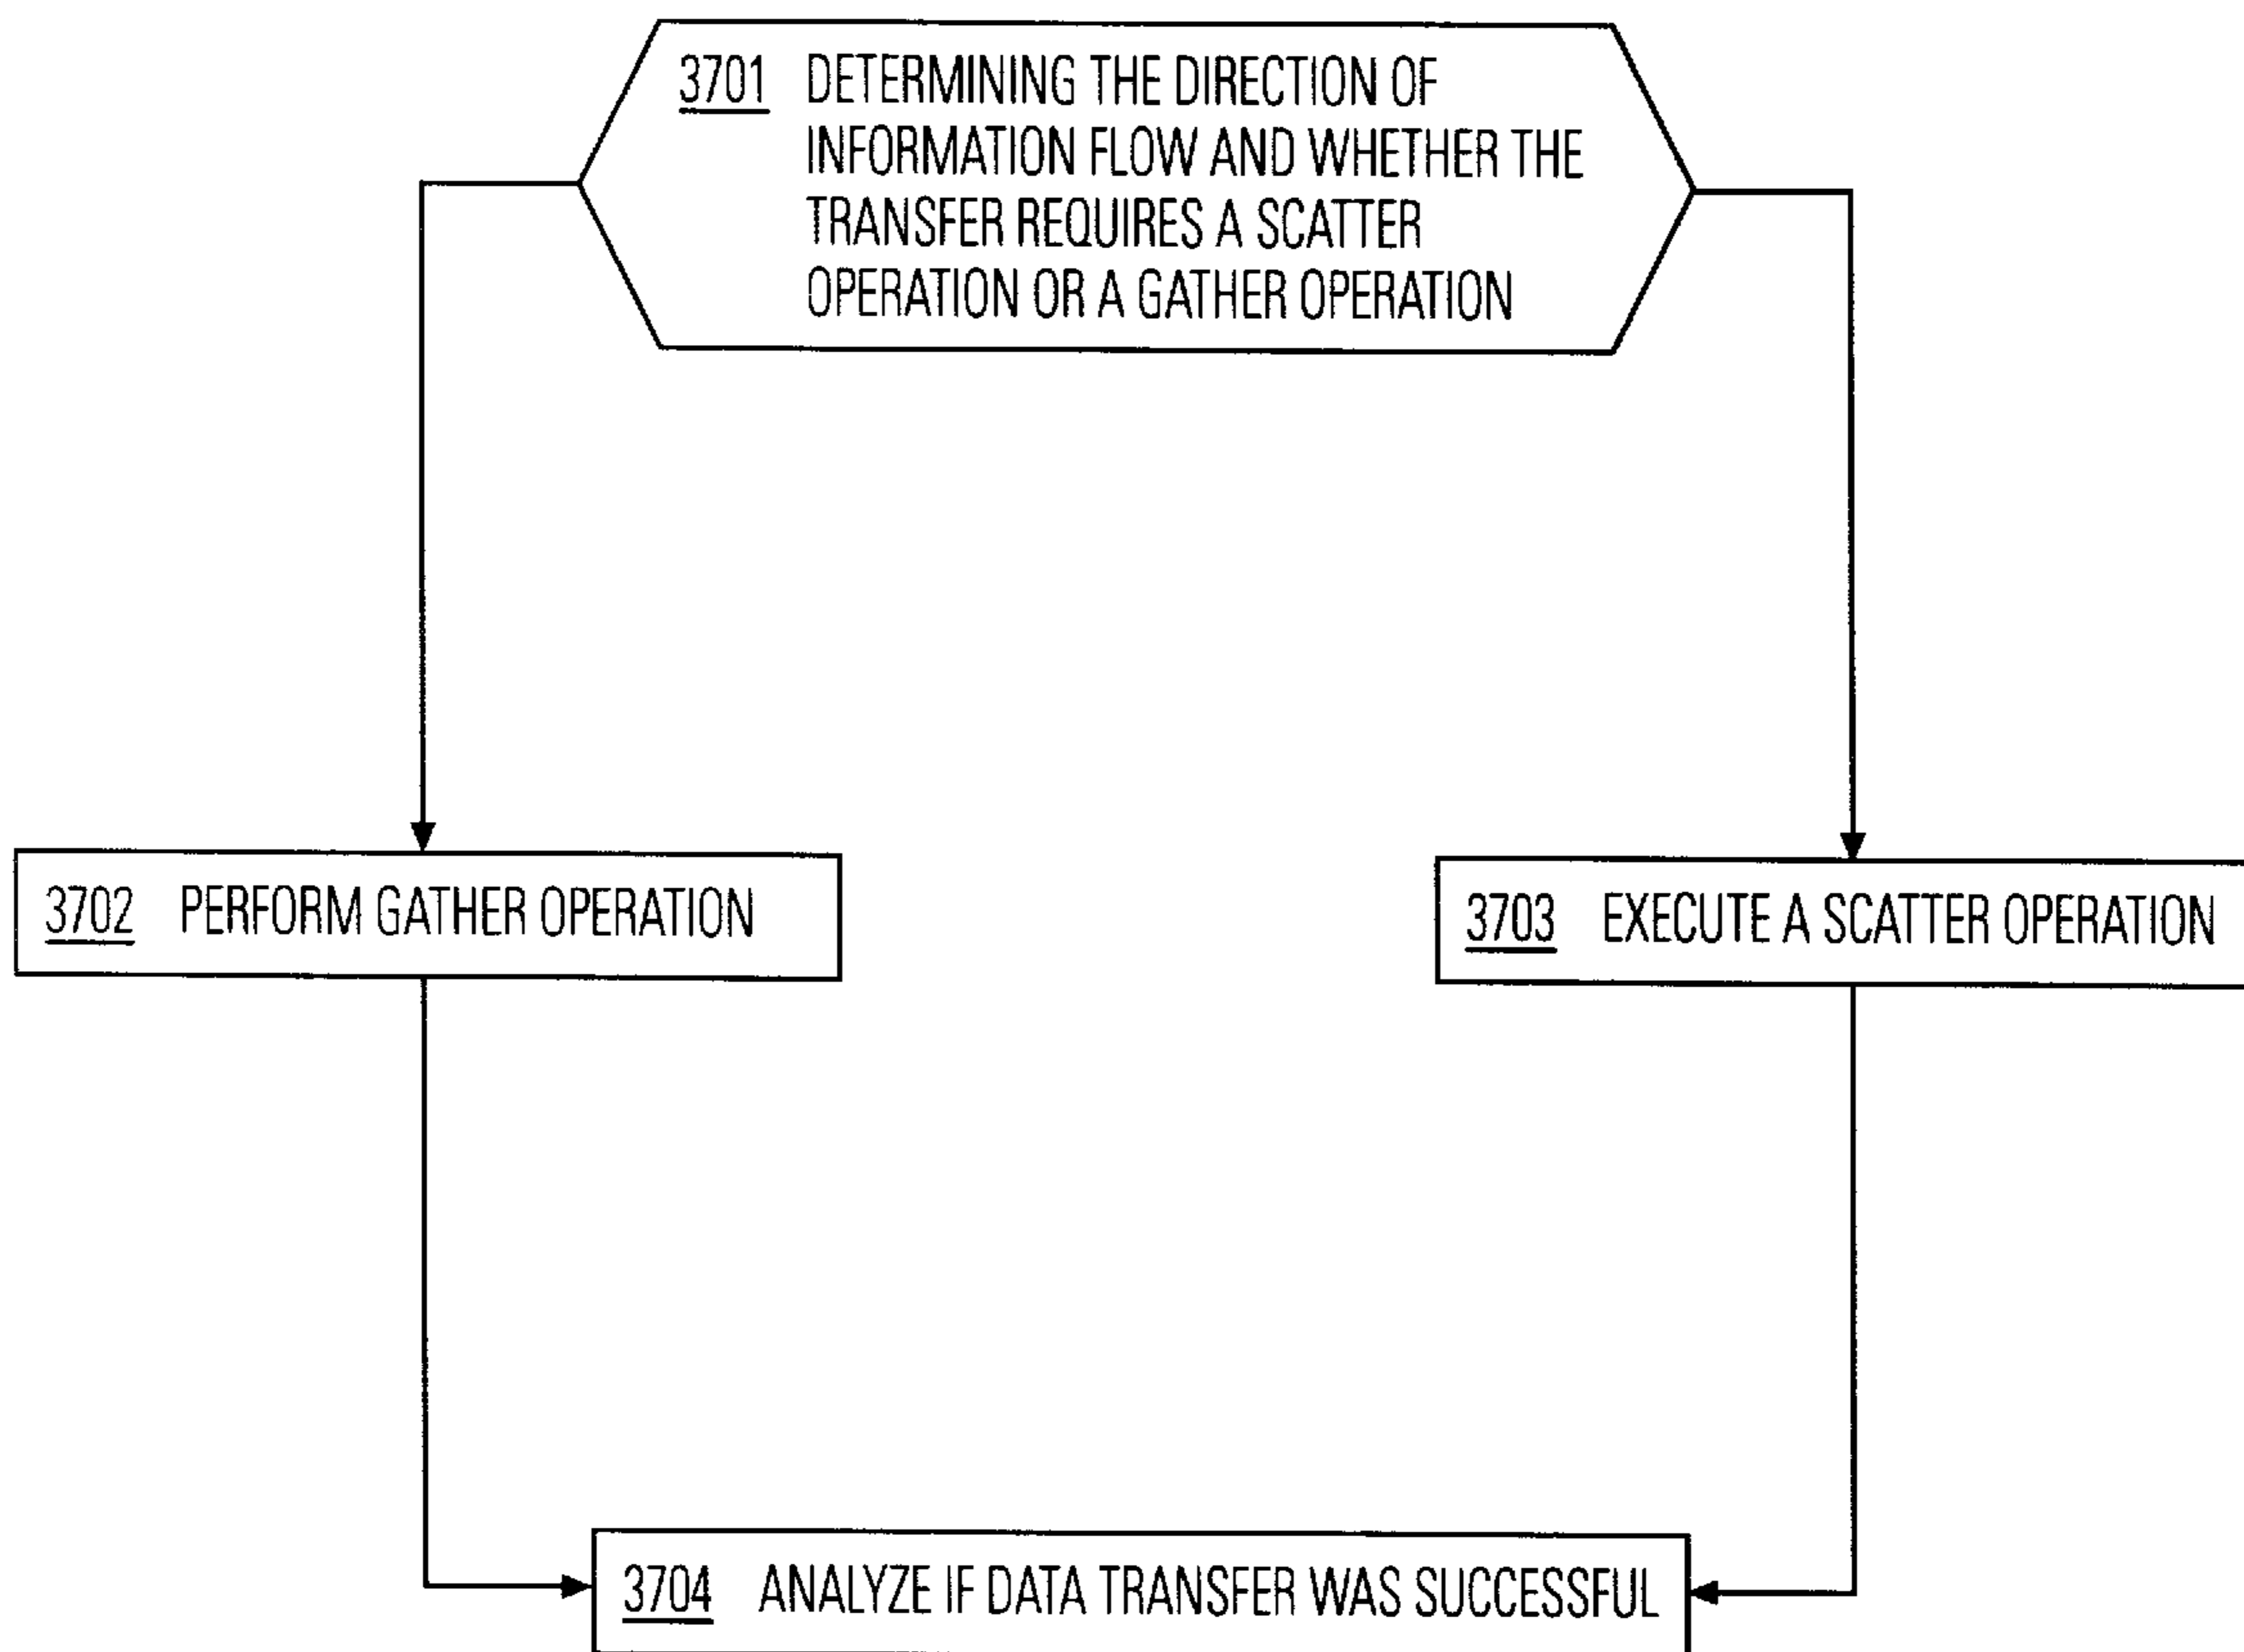 3701 DETERMINING THE DIRECTION OF
INFORMATION FLOW AND WHETHER THE
TRANSFER REQUIRES A SCATTER
OPERATION OR A GATHER OPERATION
3702 PERFORM GATHER OPERATION
3703 EXECUTE A SCATTER OPERATION
3704 ANALYZE IF DATA TRANSFER WAS SUCCESSFUL